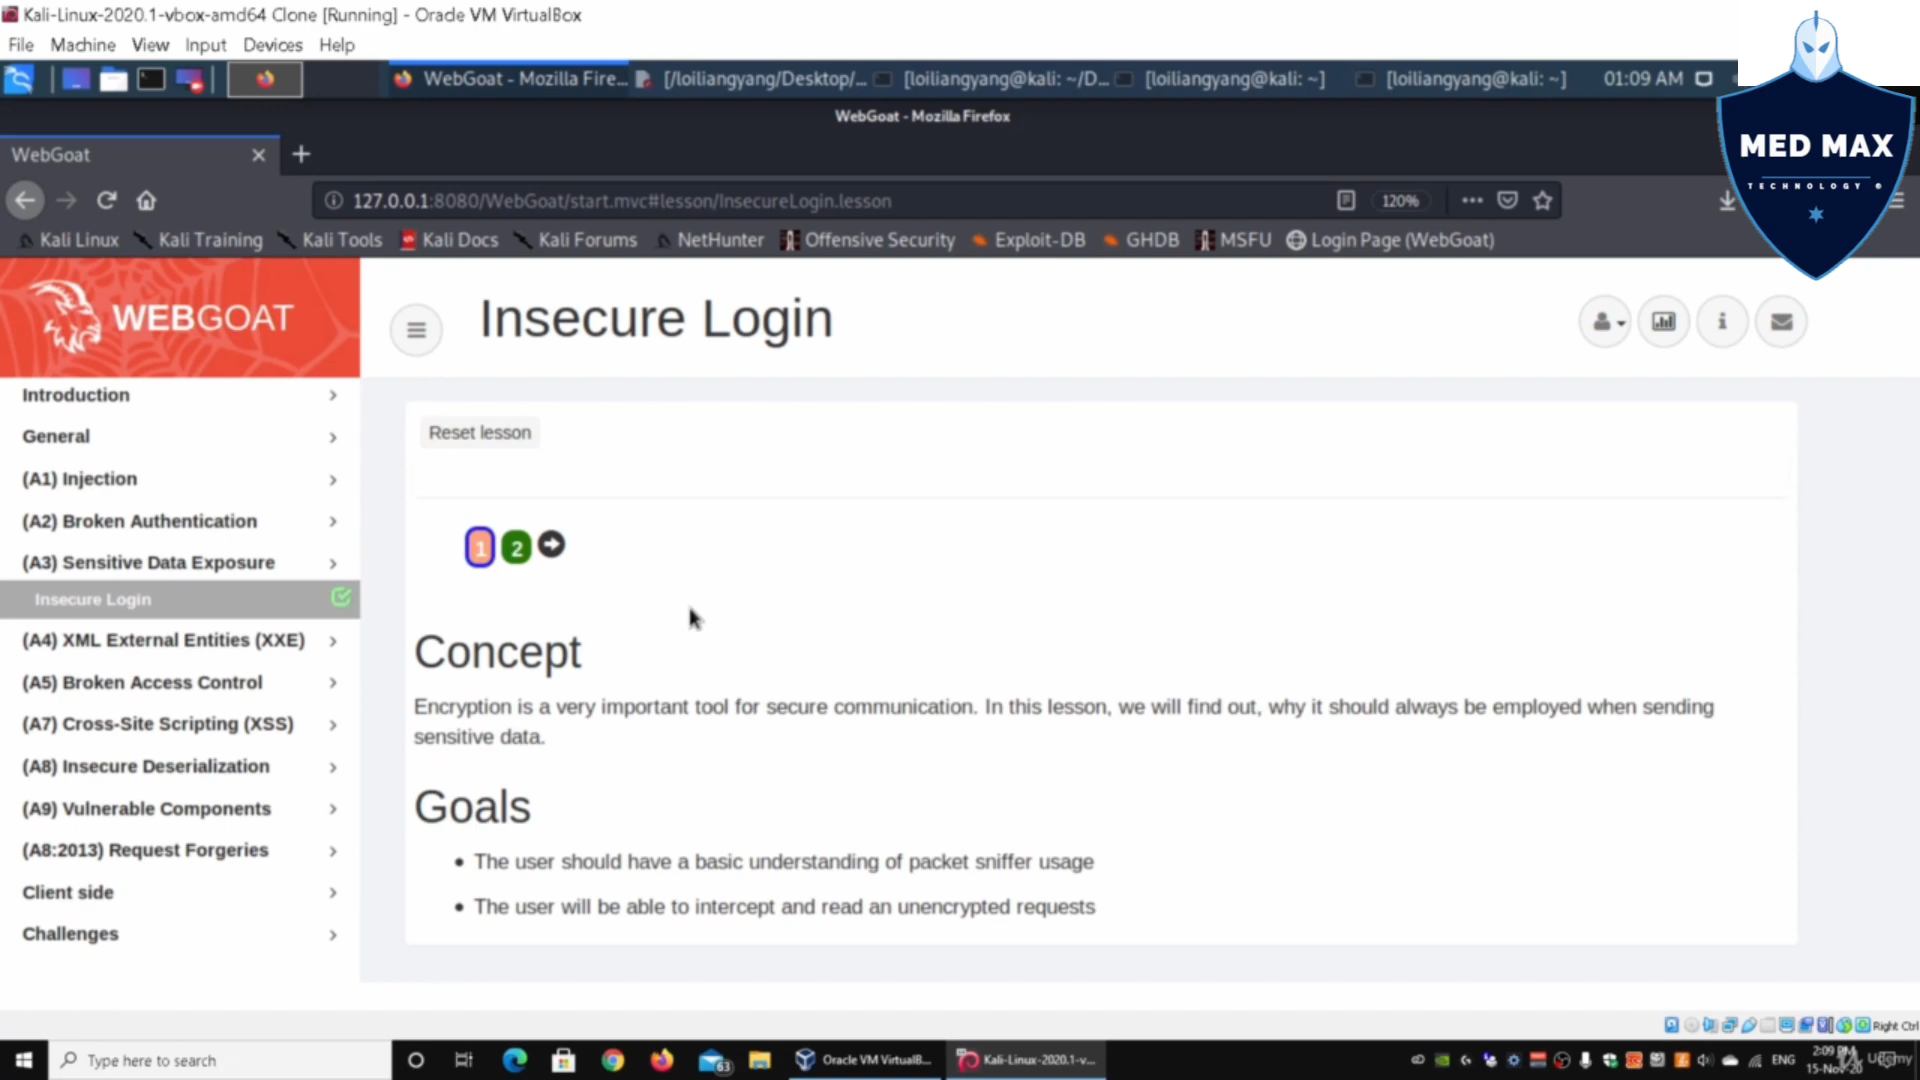 Kali-Linux-2020.1-vbox-amd64 Clone [Running] - Oracle VM VirtualBox
File Machine View Input Devices Help
WebGoat - Mozilla Fire... [/loiliangyang/Desktop/... [loiliangyang@kali: ~/D... [loiliangyang@kali: ~] [loiliangyang@kali: ~] 01:09 AM
WebGoat - Mozilla Firefox
MED MAX
TECHNOLOGY
WebGoat
127.0.0.1:8080/WebGoat/start.mvc#lesson/InsecureLogin.lesson 120%
Kali Linux Kali Training Kali Tools Kali Docs Kali Forums NetHunter Offensive Security Exploit-DB GHDB MSFU Login Page (WebGoat)
WEBGOAT
Insecure Login
Introduction
General
(A1) Injection
(A2) Broken Authentication
(A3) Sensitive Data Exposure
Insecure Login
(A4) XML External Entities (XXE)
(A5) Broken Access Control
(A7) Cross-Site Scripting (XSS)
(A8) Insecure Deserialization
(A9) Vulnerable Components
(A8:2013) Request Forgeries
Client side
Challenges
Reset lesson
1 2
Concept
Encryption is a very important tool for secure communication. In this lesson, we will find out, why it should always be employed when sending
sensitive data.
Goals
• The user should have a basic understanding of packet sniffer usage
• The user will be able to intercept and read an unencrypted requests
Right Ctrl
Type here to search
63
Oracle VM VirtualB...
Kali-Linux-2020.1-v...
ENG
2:09 PM
15-Nov-20
Udemy